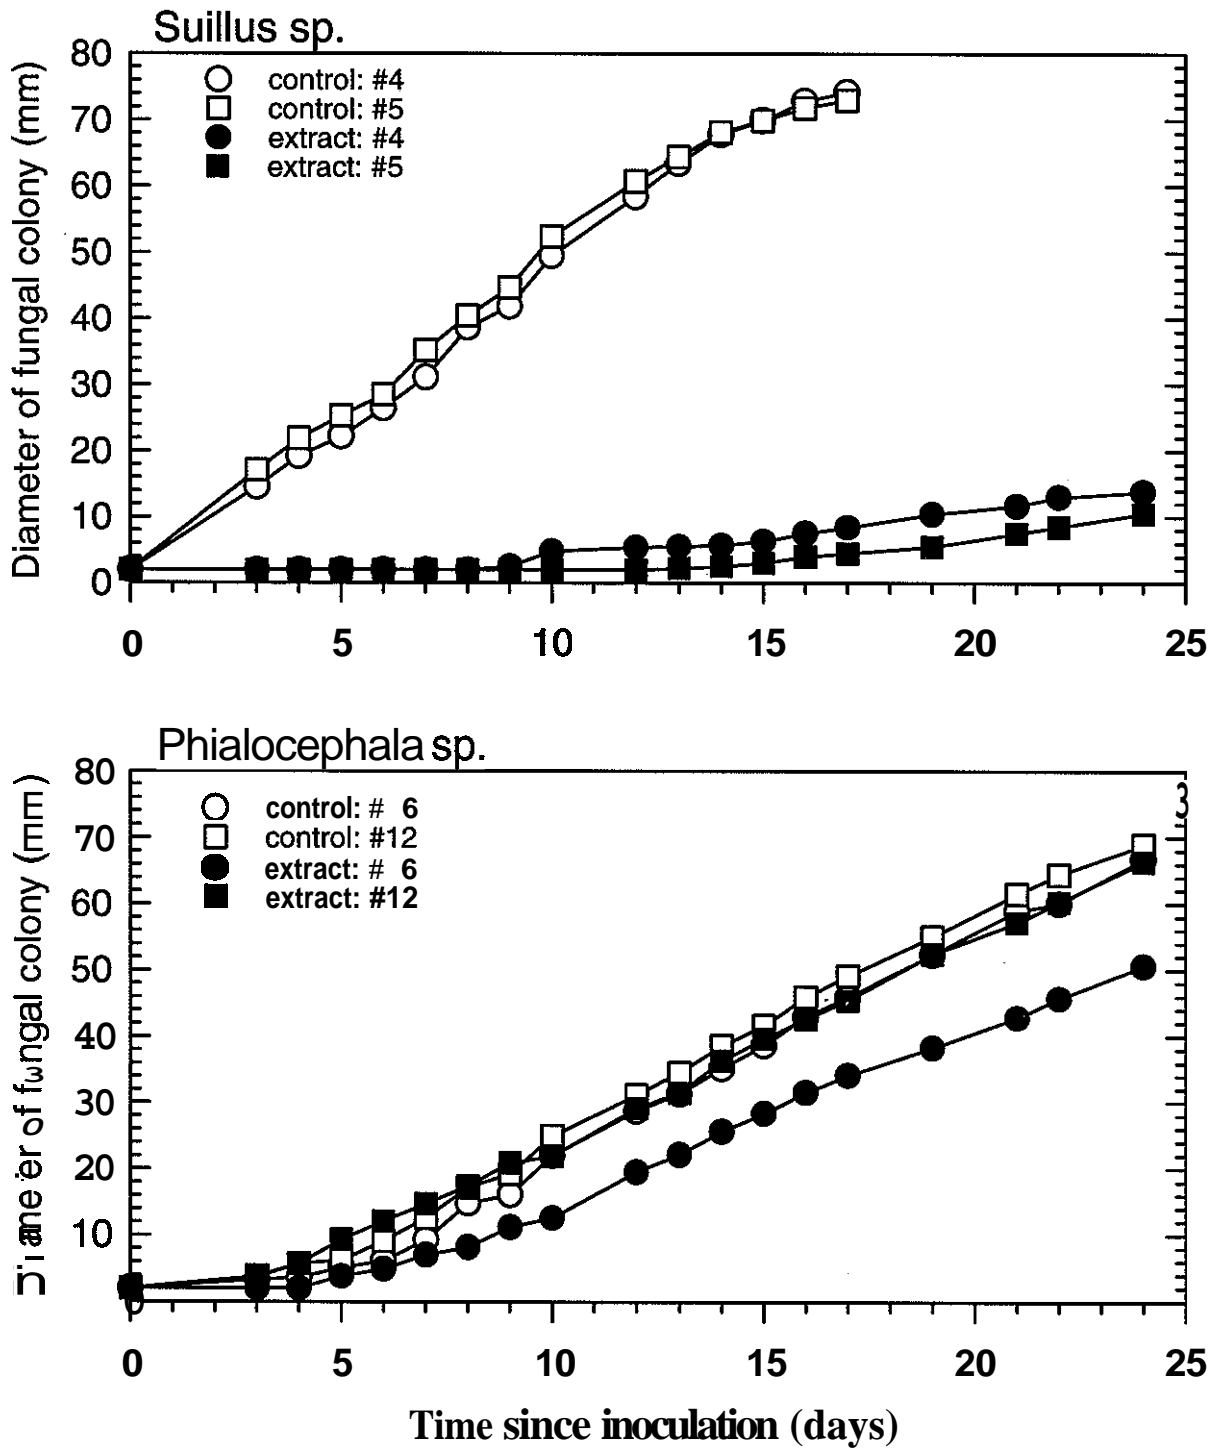 Suillus sp.
Diameter of fungal colony (mm)
80
70
60
50
40
30
20
10
0
control: #4
control: #5
extract: #4
extract: #5
0 5 10 15 20 25
Phialocephala sp.
of colony (mm)
80
70
60
50
40
30
20
10
0
control: # 6
control: #12
extract: # 6
extract: #12
3
0 5 10 15 20 25
Time since inoculation (days)